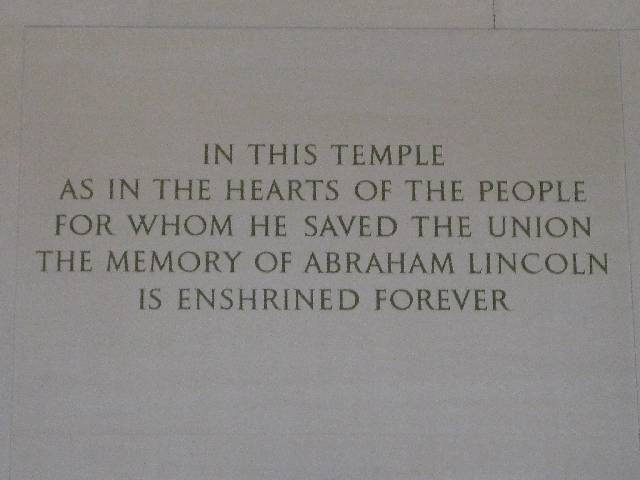 IN THIS TEMPLE
AS IN THE HEARTS OF THE PEOPLE
FOR WHOM HE SAVED THE UNION
THE MEMORY OF ABRAHAM LINCOLN
IS ENSHRINED FOREVER